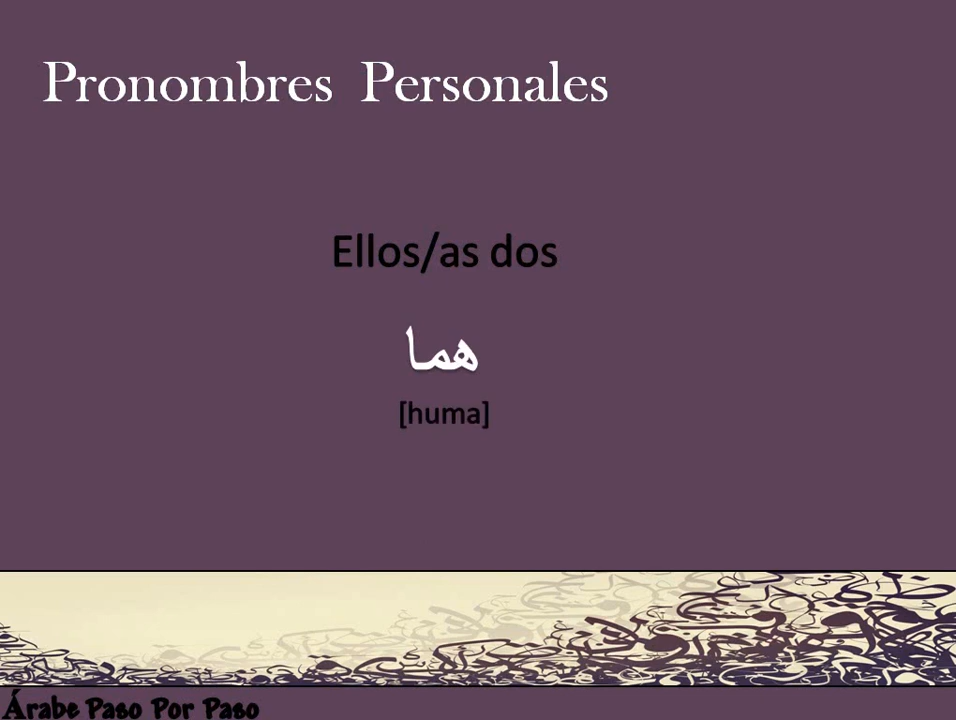 Pronombres Personales
Ellos/as dos
هما
[huma]
Árabe Paso Por Paso